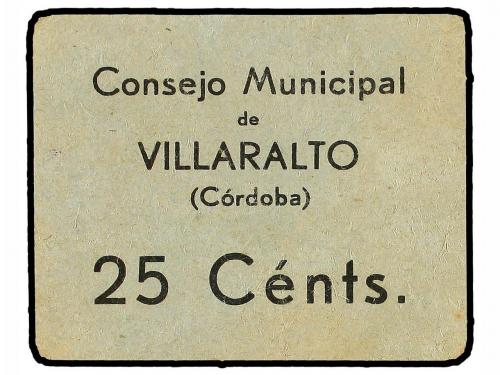 Consejo Municipal
de
VILLARALTO
(Córdoba)
25 Cénts.